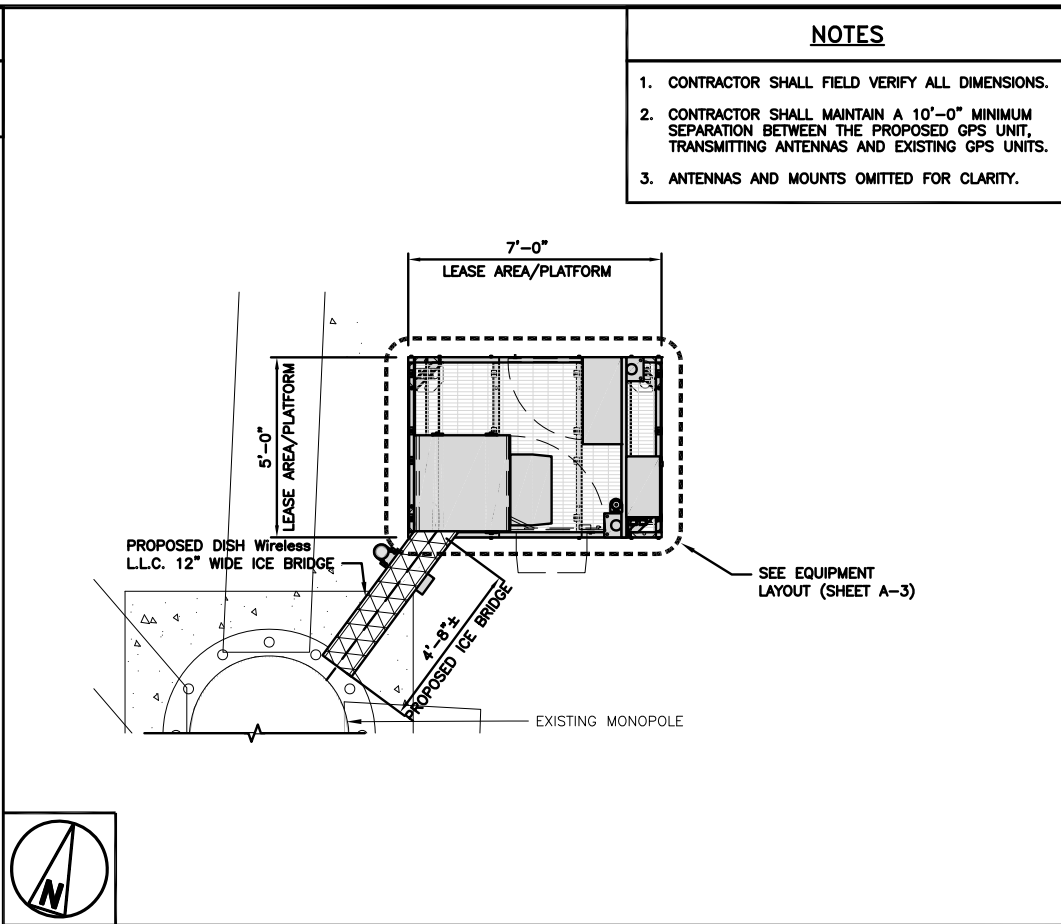 NOTES
1. CONTRACTOR SHALL FIELD VERIFY ALL DIMENSIONS.
2. CONTRACTOR SHALL MAINTAIN A 10'-0" MINIMUM
SEPARATION BETWEEN THE PROPOSED GPS UNIT,
TRANSMITTING ANTENNAS AND EXISTING GPS UNITS.
3. ANTENNAS AND MOUNTS OMITTED FOR CLARITY.
7'-0"
LEASE AREA/PLATFORM
5'-0"
LEASE AREA/PLATFORM
PROPOSED DISH Wireless
L.L.C. 12" WIDE ICE BRIDGE
4'-8"±
PROPOSED ICE BRIDGE
SEE EQUIPMENT
LAYOUT (SHEET A-3)
EXISTING MONOPOLE
N